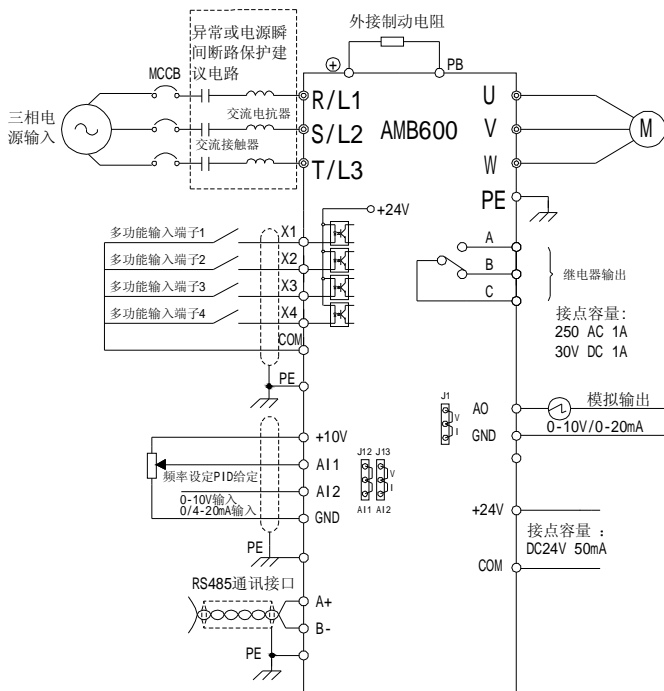 外接制动电阻
异常或电源瞬
间断路保护建
议电路
PB
MCCB
R/L1
U
三相电
源输入
交流电抗器
S/L2
AMB600
V
M
交流接触器
T/L3
W
PE
+24V
多功能输入端子1
X1
A
多功能输入端子2
X2
B
继电器输出
多功能输入端子3
X3
C
多功能输入端子4
X4
接点容量:
250 AC 1A
30V DC 1A
COM
PE
J1
V
I
AO
模拟输出
0-10V/0-20mA
GND
+10V
J12 J13
V
I
AI1 AI2
AI1
频率设定PID给定
AI2
0-10V输入
0/4-20mA输入
GND
+24V
接点容量：
DC24V 50mA
COM
PE
RS485通讯接口
A+
B-
PE